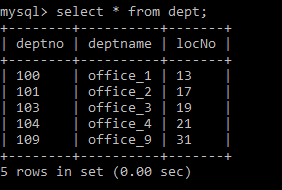 mysql> select * from dept;
+--------+----------+-------+
| deptno | deptname | locNo |
+--------+----------+-------+
| 100    | office_1 | 13    |
| 101    | office_2 | 17    |
| 103    | office_3 | 19    |
| 104    | office_4 | 21    |
| 109    | office_9 | 31    |
+--------+----------+-------+
5 rows in set (0.00 sec)